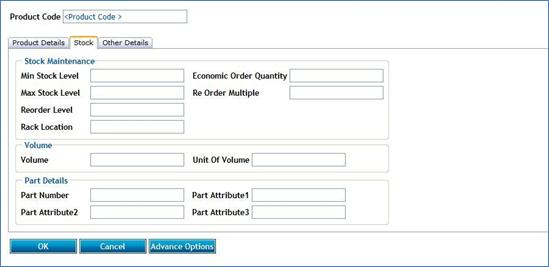 Product Code <Product Code >
Product Details Stock Other Details
Stock Maintenance
Min Stock Level Economic Order Quantity
Max Stock Level Re Order Multiple
Reorder Level
Rack Location
Volume
Volume Unit Of Volume
Part Details
Part Number Part Attribute1
Part Attribute2 Part Attribute3
OK Cancel Advance Options